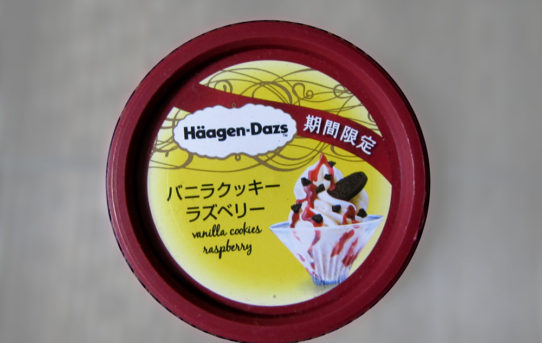 Häagen-Dazs™
期間限定
バニラクッキー
ラズベリー
vanilla cookies
raspberry